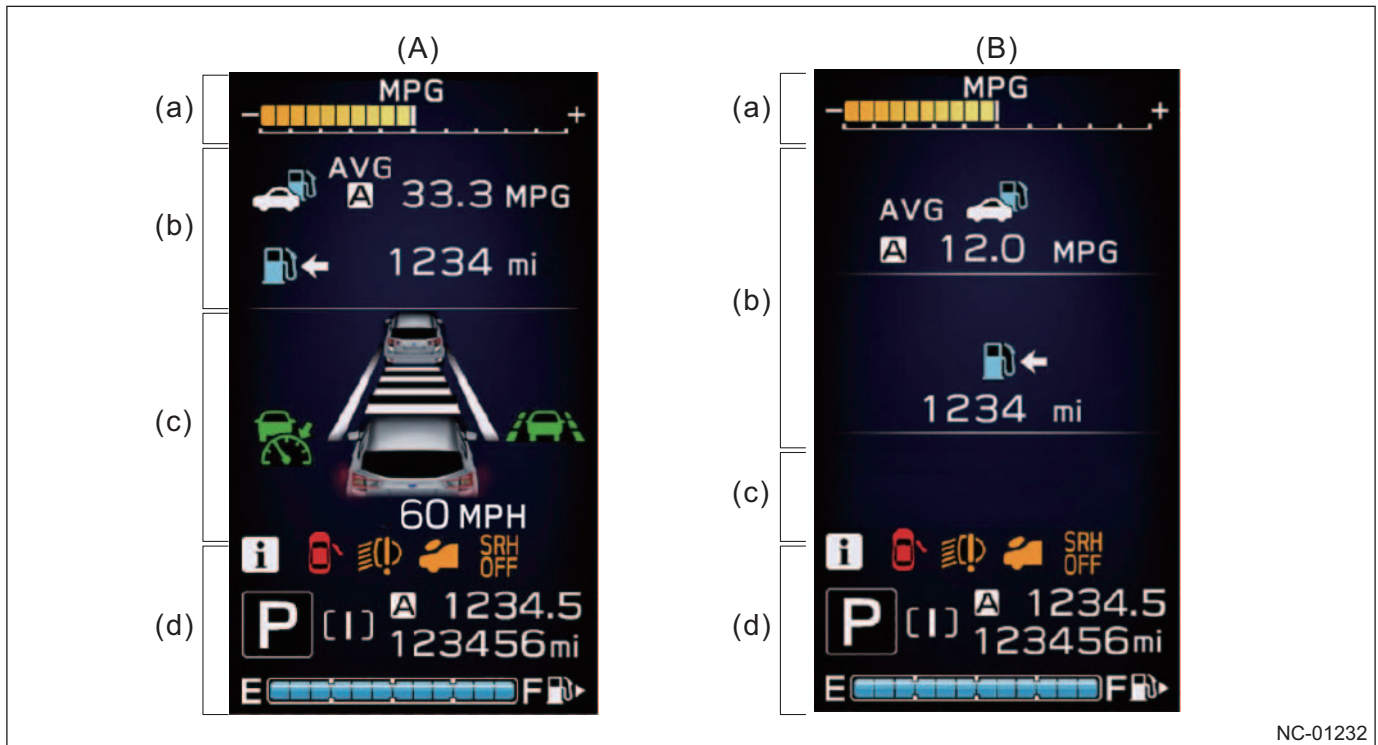 (A)
(a)
MPG
- +
(b)
AVG
A 33.3 MPG
1234 mi
(c)
60 MPH
i SRH
OFF
(d)
P [I] A 1234.5
123456mi
E F
(B)
(a)
MPG
- +
(b)
AVG
A 12.0 MPG
1234 mi
(c)
i SRH
OFF
(d)
P [I] A 1234.5
123456mi
E F
NC-01232